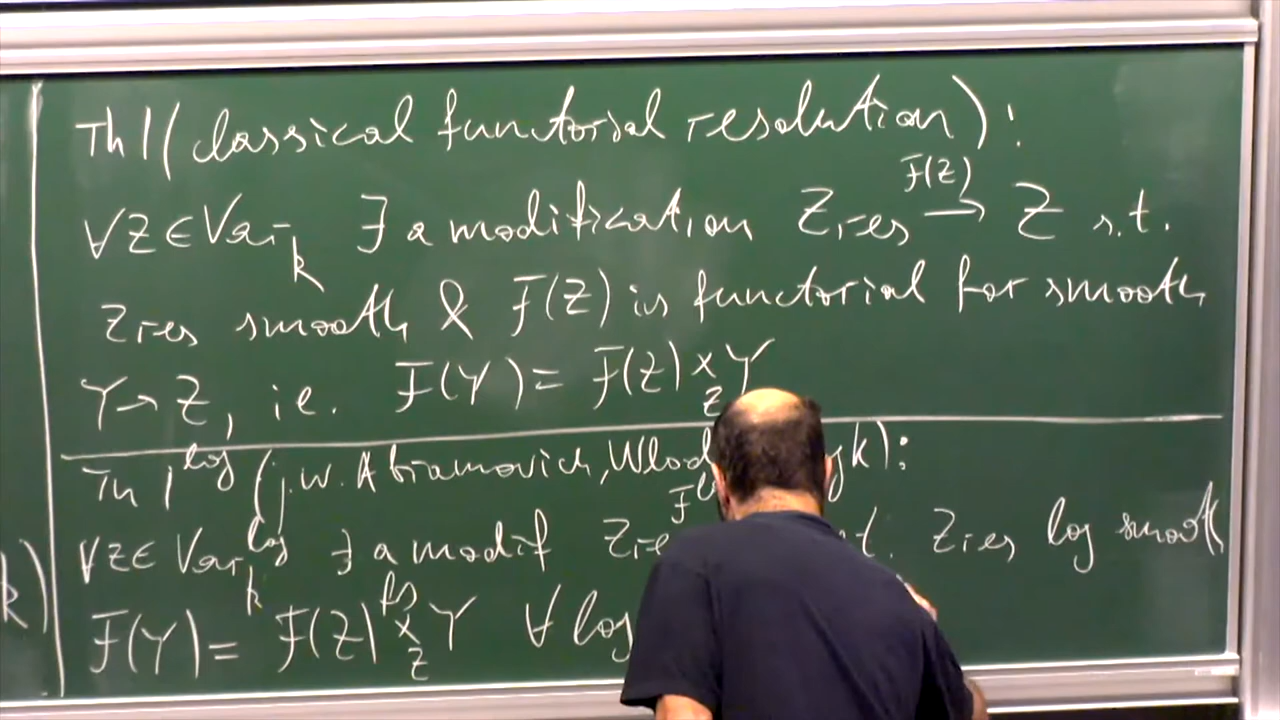 Th 1 (classical functorial resolution):
∀Z∈Var_k ∃ a modification Z_res →^{F(Z)} Z s.t.
Z_res smooth & F(Z) is functorial for smooth
Y→Z, i.e. F(Y) = F(Z) ×_Z Y
Th 1^log (j.w. Abramovich, Wlod k):
∀Z∈ Var_k^log ∃ a modif Z_res t. Z_res log smooth
F(Y) = F(Z) ×_Z^{fs} Y ∀ log
k)